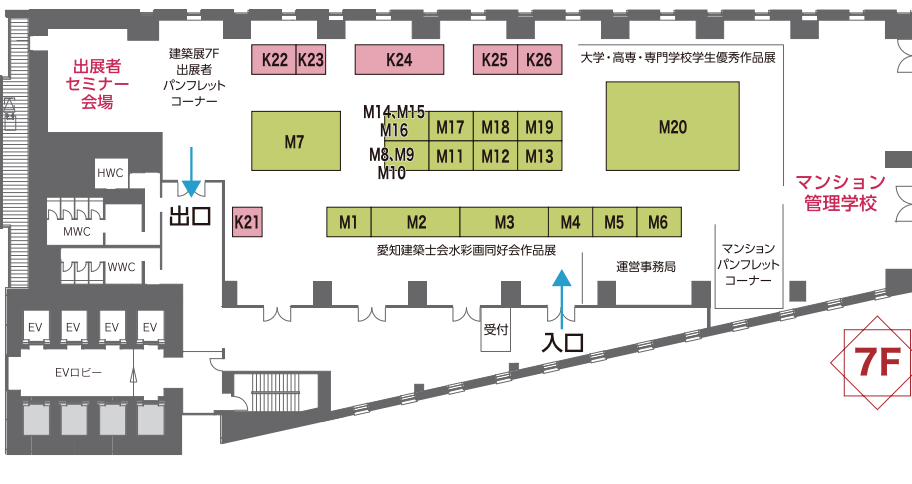 出展者
セミナー
会場
建築展7F
出展者
パンフレット
コーナー
K22
K23
K24
K25
K26
大学・高専・専門学校学生優秀作品展
M7
M14、M15
M16
M17
M18
M19
M8、M9
M10
M11
M12
M13
M20
マンション
管理学校
HWC
MWC
WWC
出口
K21
M1
M2
M3
M4
M5
M6
愛知建築士会水彩画同好会作品展
運営事務局
マンション
パンフレット
コーナー
受付
入口
EV
EV
EV
EV
EVロビー
7F